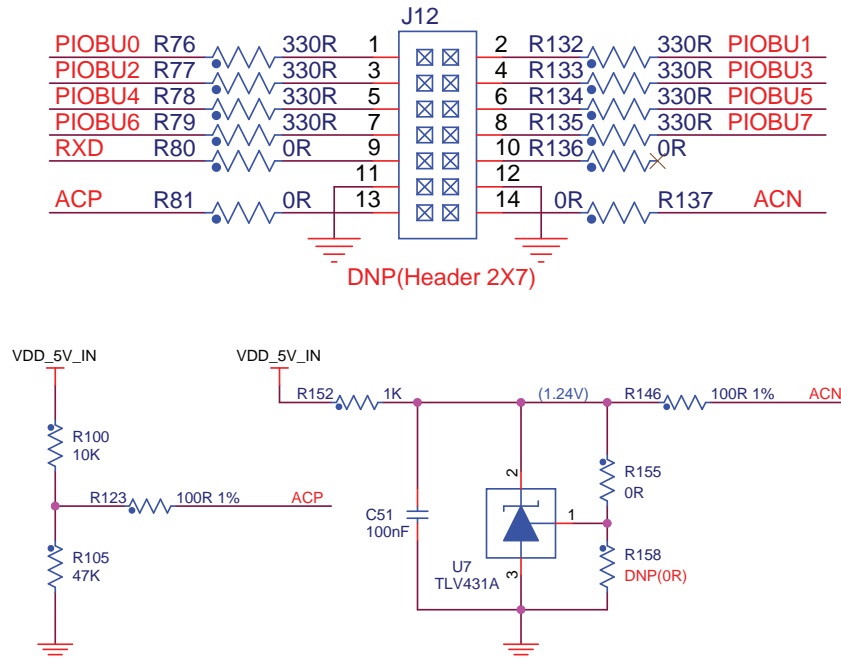 J12
PIOBU0 R76 330R 1 2 R132 330R PIOBU1
PIOBU2 R77 330R 3 4 R133 330R PIOBU3
PIOBU4 R78 330R 5 6 R134 330R PIOBU5
PIOBU6 R79 330R 7 8 R135 330R PIOBU7
RXD R80 0R 9 10 R136 0R
11 12
ACP R81 0R 13 14 0R R137 ACN
DNP(Header 2X7)
VDD_5V_IN VDD_5V_IN
R152 1K (1.24V) R146 100R 1% ACN
R100
10K
R123 100R 1% ACP
R105
47K
C51
100nF
2
1
3
U7
TLV431A
R155
0R
R158
DNP(0R)